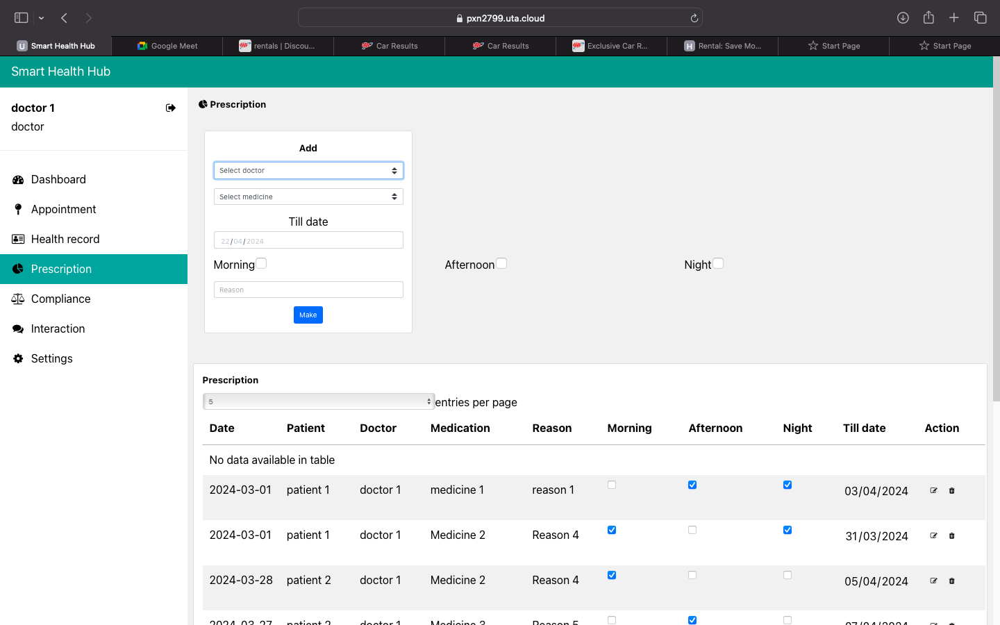 pxn2799.uta.cloud
U Smart Health Hub
Google Meet
rentals | Discou...
Car Results
Car Results
Exclusive Car R...
H Rental: Save Mo...
Start Page
Start Page
Smart Health Hub
doctor 1
doctor
Dashboard
Appointment
Health record
Prescription
Compliance
Interaction
Settings
Prescription
Add
Select doctor
Select medicine
Till date
22/04/2024
Morning Afternoon Night
Reason
Make
Prescription
5 entries per page
Date Patient Doctor Medication Reason Morning Afternoon Night Till date Action
No data available in table
2024-03-01 patient 1 doctor 1 medicine 1 reason 1 03/04/2024
2024-03-01 patient 1 doctor 1 Medicine 2 Reason 4 31/03/2024
2024-03-28 patient 2 doctor 1 Medicine 2 Reason 4 05/04/2024
2024-03-27 patient 2 doctor 1 Medicine 3 Reason 5 07/04/2024